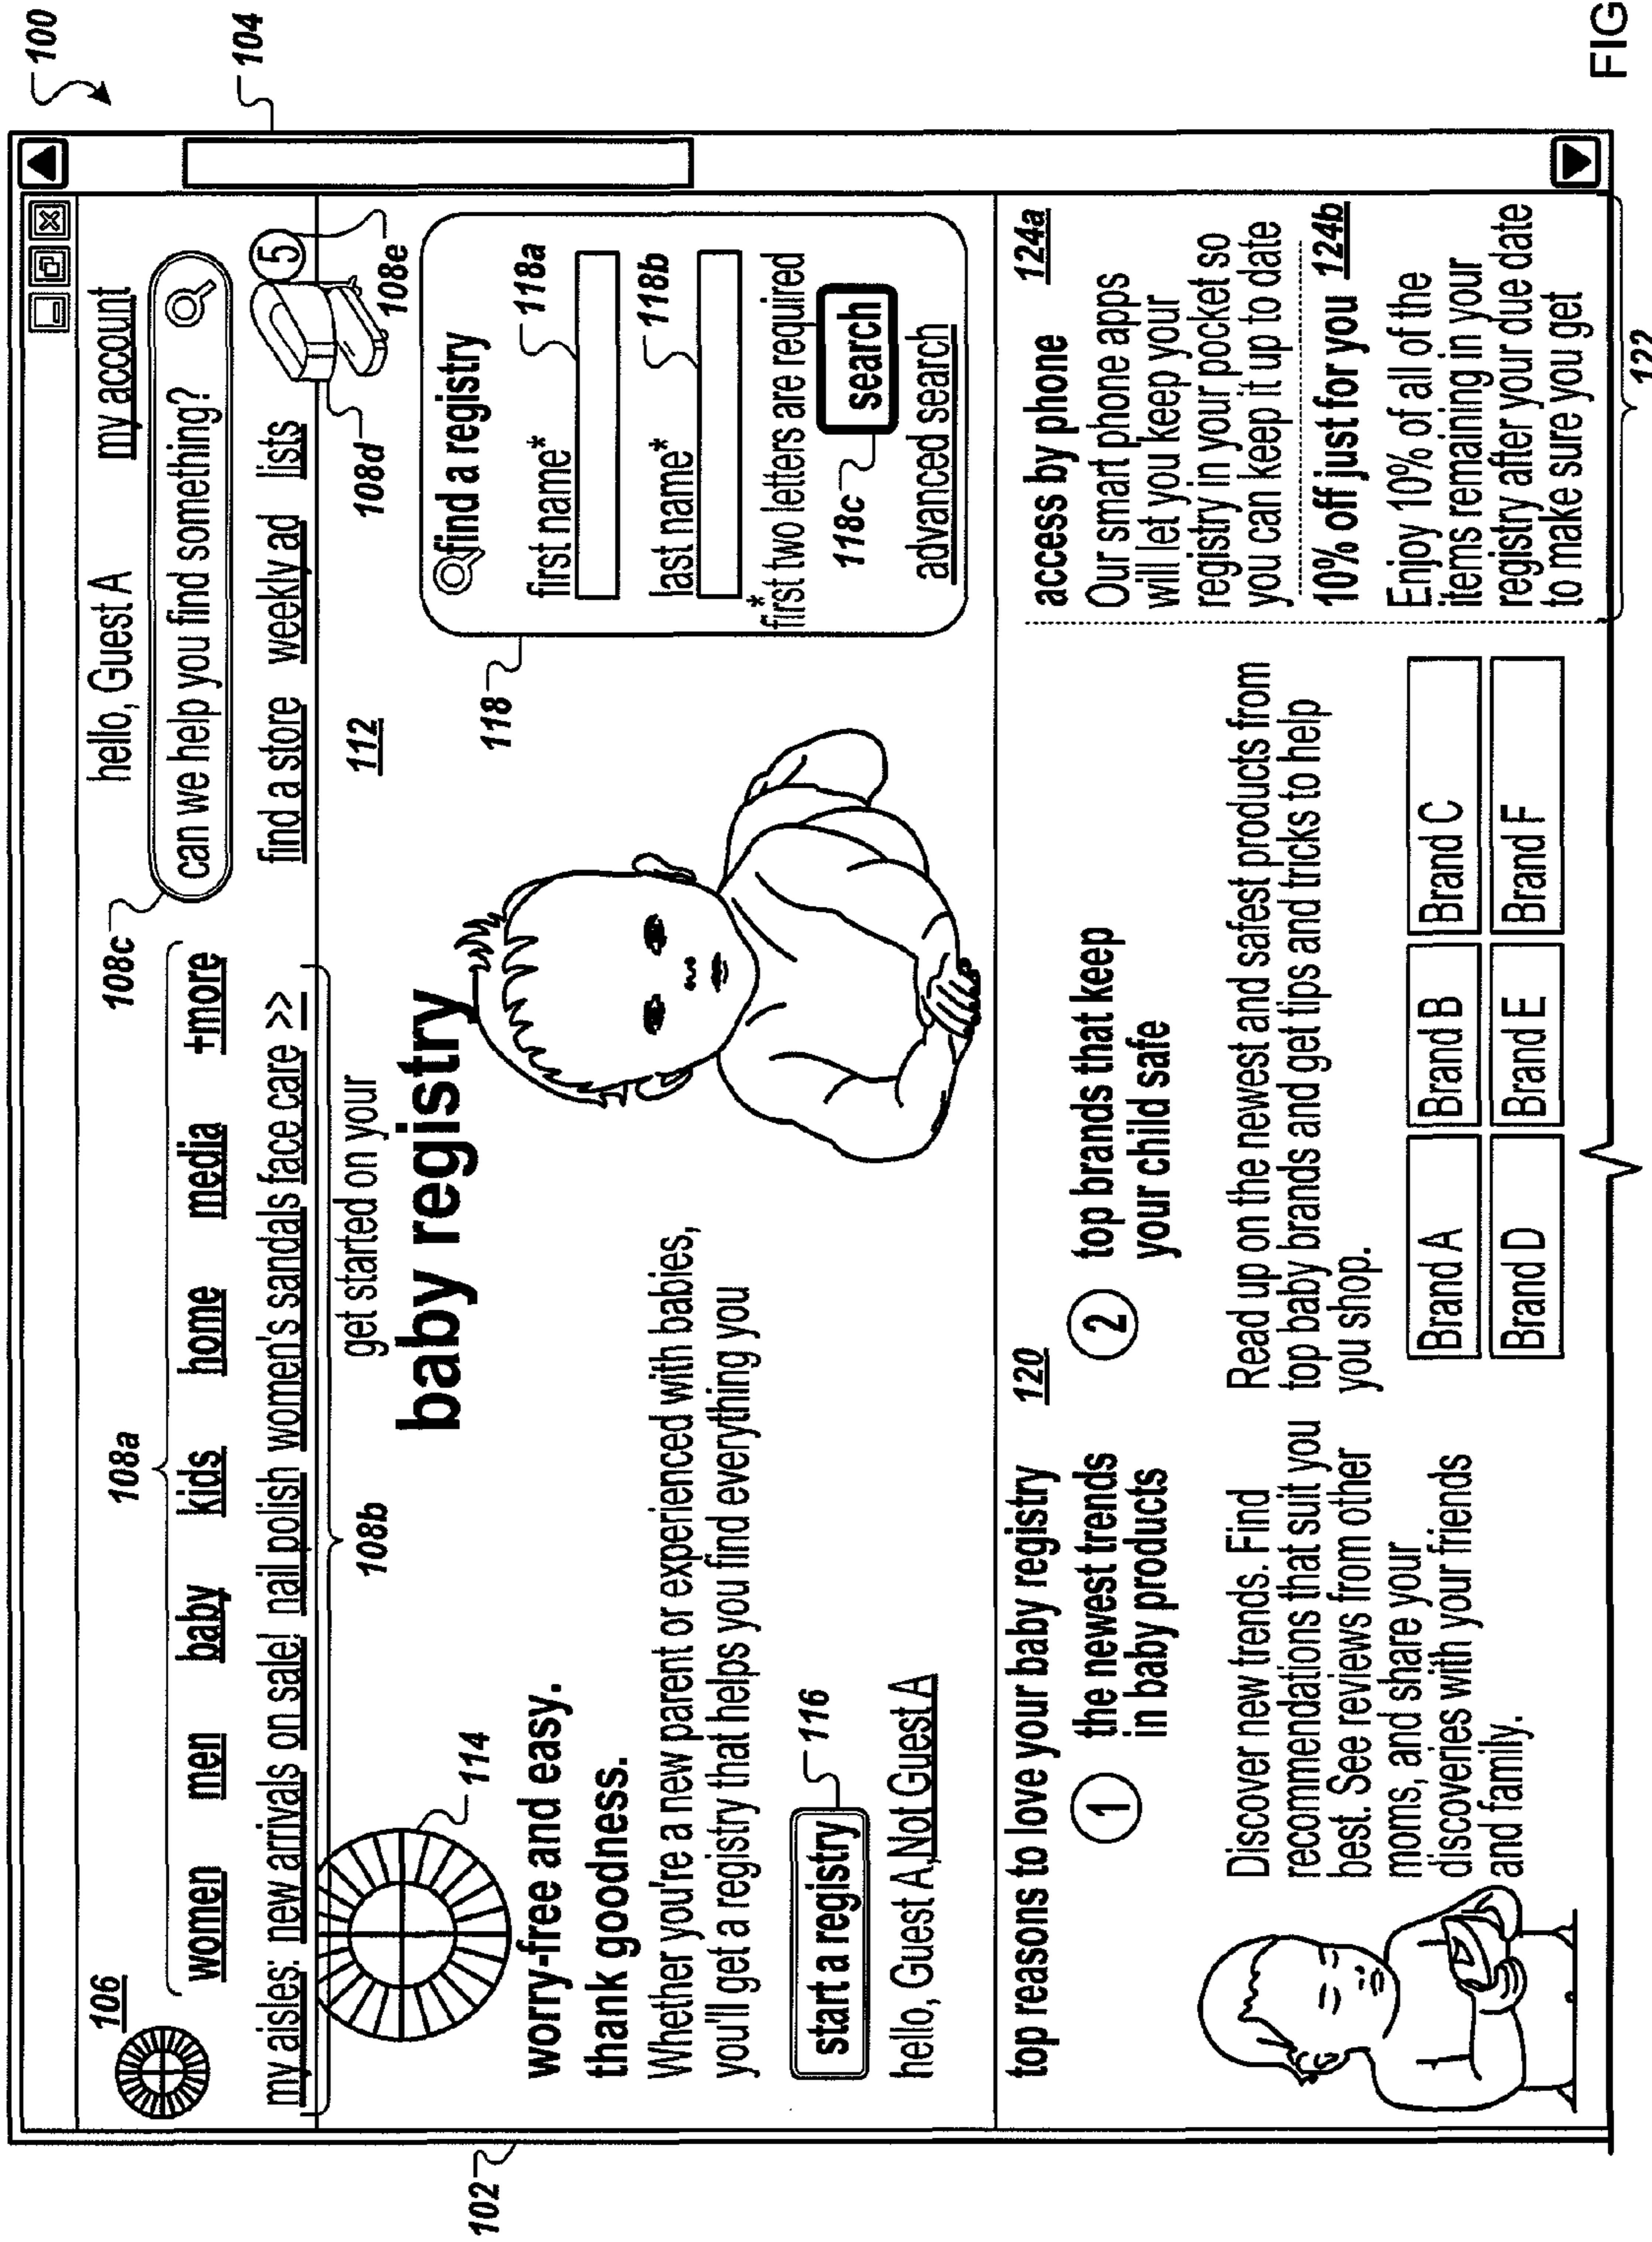 100
104
106
108a
108c
hello, Guest A
my account
women men baby kids home media +more
can we help you find something?
my aisles: new arrivals on sale! nail polish women's sandals face care >>
find a store weekly ad lists
5
108b
108d
108e
102
114
112
get started on your
baby registry
worry-free and easy.
thank goodness.
Whether you're a new parent or experienced with babies,
you'll get a registry that helps you find everything you
start a registry
116
hello, Guest A, Not Guest A
118
find a registry
first name*
118a
last name*
118b
*first two letters are required
118c
search
advanced search
top reasons to love your baby registry
120
1
the newest trends
in baby products
Discover new trends. Find
recommendations that suit you
best. See reviews from other
moms, and share your
discoveries with your friends
and family.
2
top brands that keep
your child safe
Read up on the newest and safest products from
top baby brands and get tips and tricks to help
you shop.
Brand A Brand B Brand C
Brand D Brand E Brand F
access by phone
124a
Our smart phone apps
will let you keep your
registry in your pocket so
you can keep it up to date
10% off just for you
124b
Enjoy 10% of all of the
items remaining in your
registry after your due date
to make sure you get
122
FIG